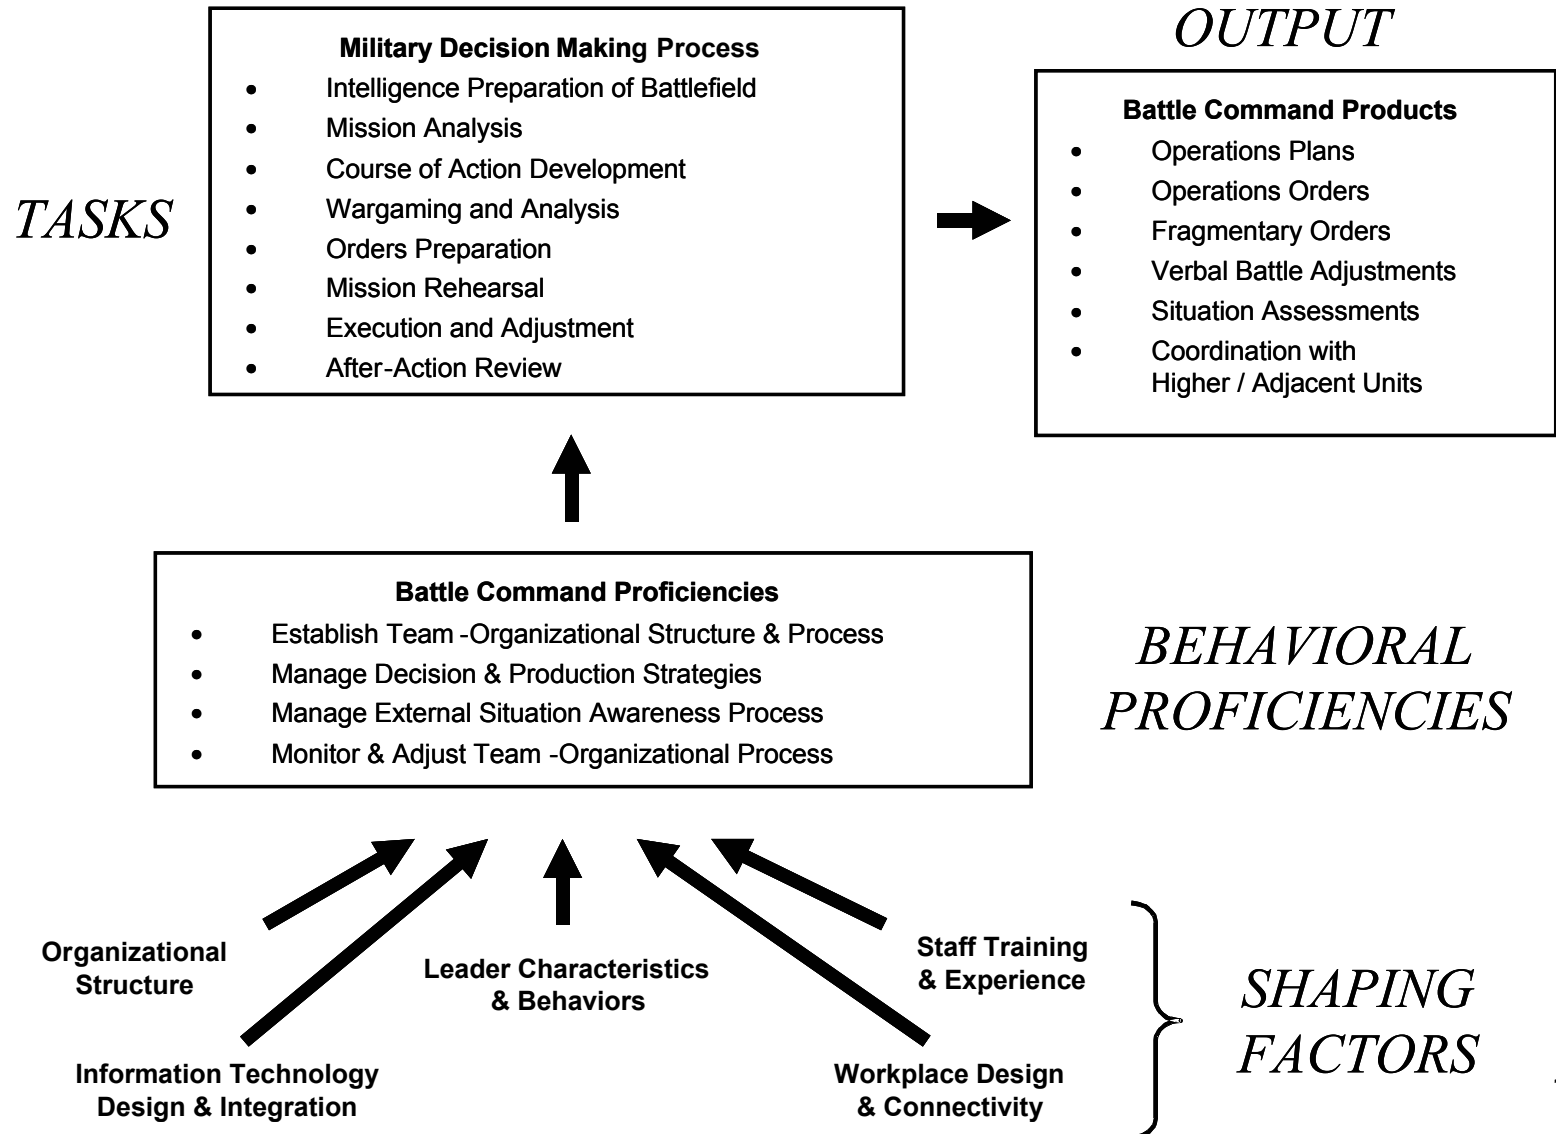 OUTPUT
TASKS
Military Decision Making Process
• Intelligence Preparation of Battlefield
• Mission Analysis
• Course of Action Development
• Wargaming and Analysis
• Orders Preparation
• Mission Rehearsal
• Execution and Adjustment
• After-Action Review
Battle Command Products
• Operations Plans
• Operations Orders
• Fragmentary Orders
• Verbal Battle Adjustments
• Situation Assessments
• Coordination with
Higher / Adjacent Units
Battle Command Proficiencies
• Establish Team -Organizational Structure & Process
• Manage Decision & Production Strategies
• Manage External Situation Awareness Process
• Monitor & Adjust Team -Organizational Process
BEHAVIORAL
PROFICIENCIES
Organizational
Structure
Leader Characteristics
& Behaviors
Staff Training
& Experience
Information Technology
Design & Integration
Workplace Design
& Connectivity
SHAPING
FACTORS